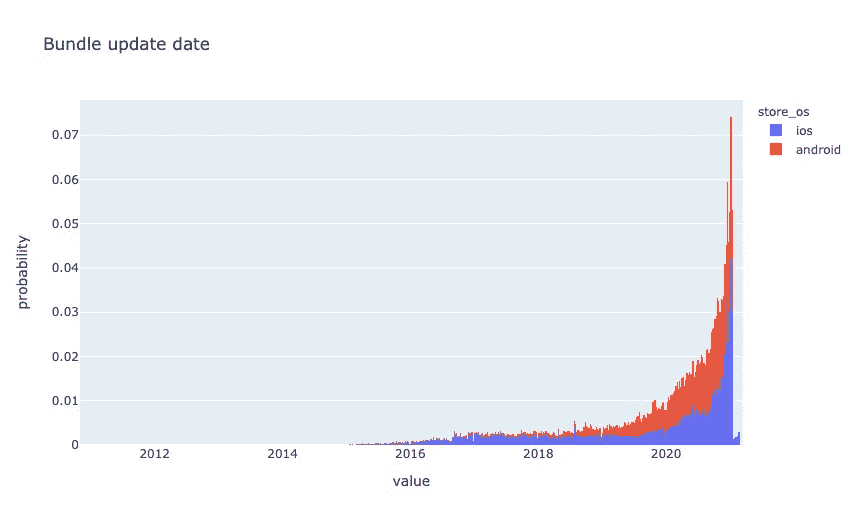 Bundle update date
store_os
ios
android
0.07
0.06
0.05
0.04
0.03
0.02
0.01
0
probability
2012
2014
2016
2018
2020
value